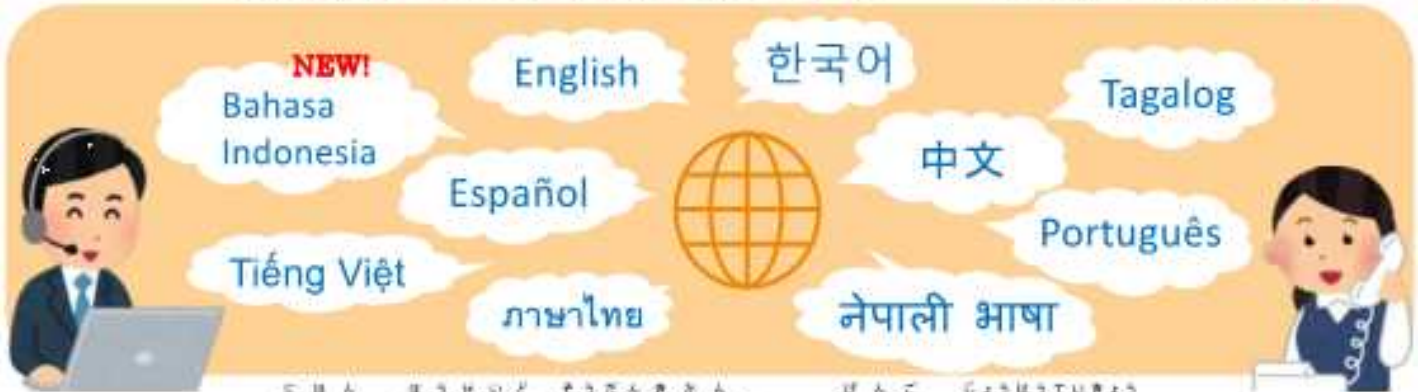 NEW!
Bahasa
Indonesia
English
한국어
Tagalog
Español
中文
Português
Tiếng Việt
ภาษาไทย
नेपाली भाषा